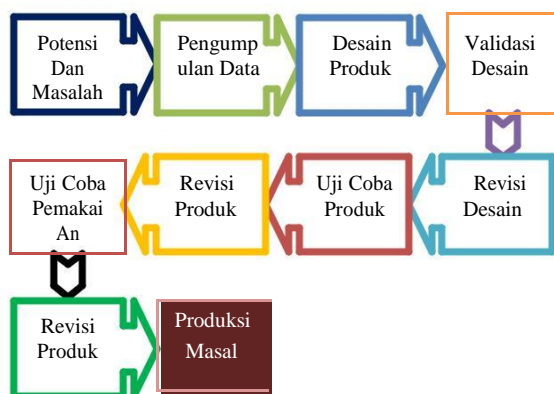 Potensi
Dan
Masalah
Pengump
ulan Data
Desain
Produk
Validasi
Desain
Revisi
Desain
Uji Coba
Produk
Revisi
Produk
Uji Coba
Pemakai
An
Revisi
Produk
Produksi
Masal